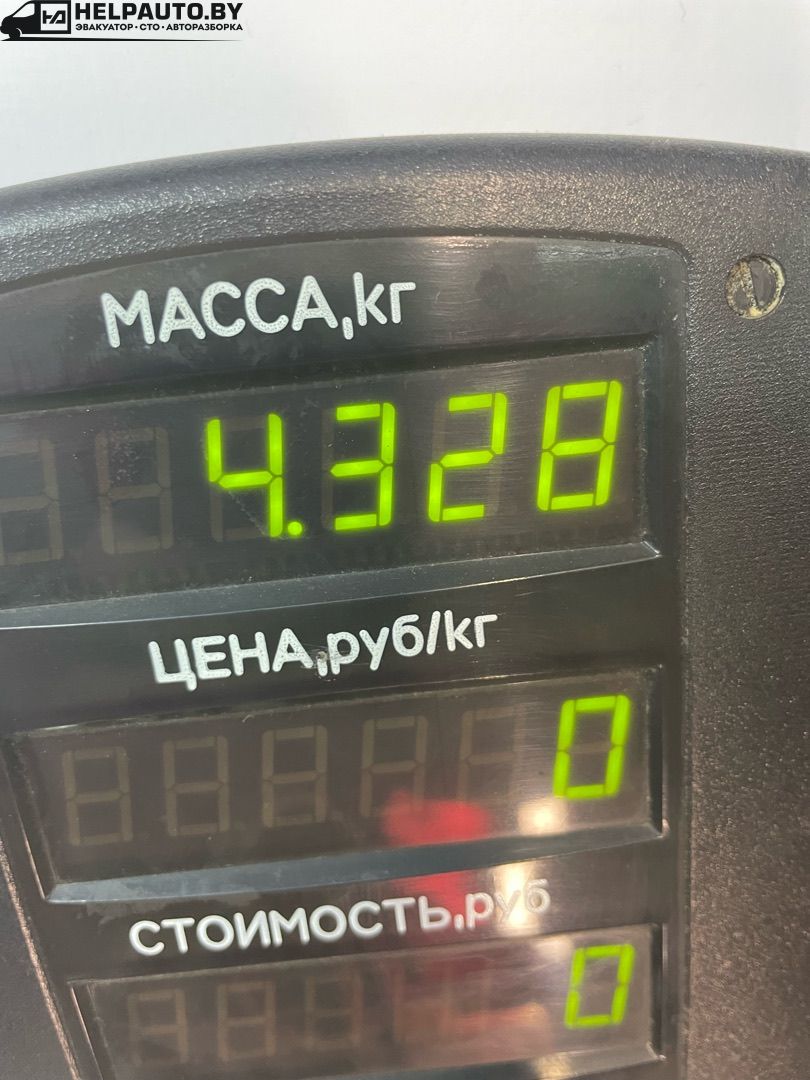 HELPAUTO.BY
ЭВАКУАТОР · СТО · АВТОРАЗБОРКА
МАССА,кг
4.328
ЦЕНА,руб/кг
0
СТОИМОСТЬ,руб
0